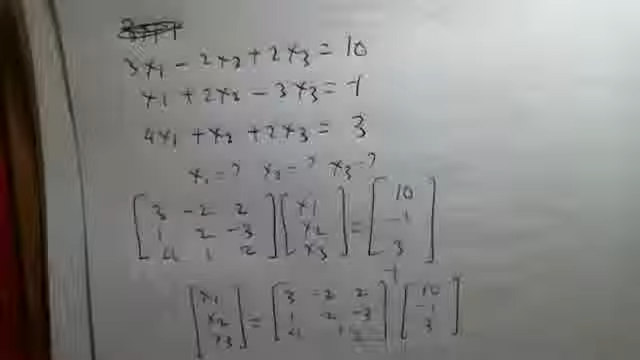 3x₁ - 2x₂ + 2x₃ = 10
x₁ + 2x₂ - 3x₃ = -1
4x₁ + x₂ + 2x₃ = 3
x₁ = ? x₂ = ? x₃ = ?
[3 -2 2; 1 2 -3; 4 1 2] [x₁; x₂; x₃] = [10; -1; 3]
[x₁; x₂; x₃] = [3 -2 2; 1 2 -3; 4 1 2]⁻¹ [10; -1; 3]